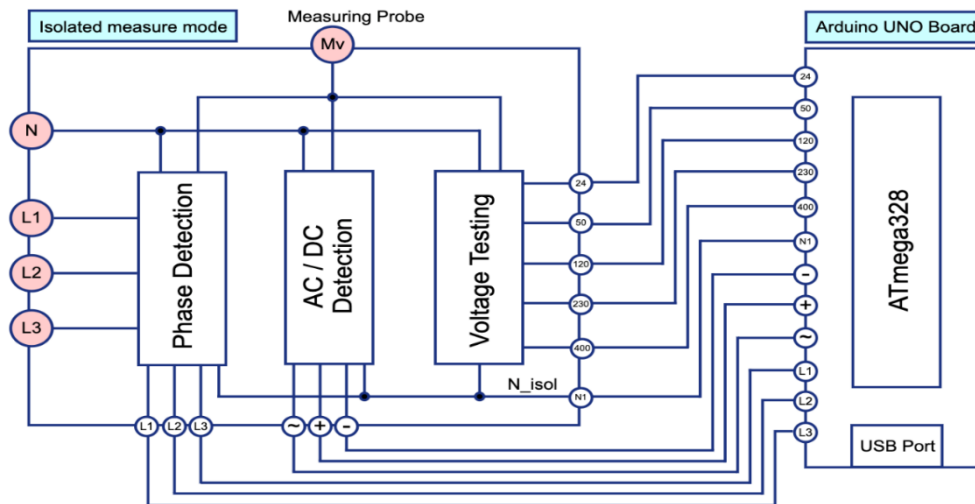 Measuring Probe
Isolated measure mode
Arduino UNO Board
Mv
N
L1
L2
L3
Phase Detection
AC / DC
Detection
Voltage Testing
24
50
120
230
400
N_isol
N1
L1
L2
L3
~
+
-
24
50
120
230
400
N1
-
+
~
L1
L2
L3
ATmega328
USB Port